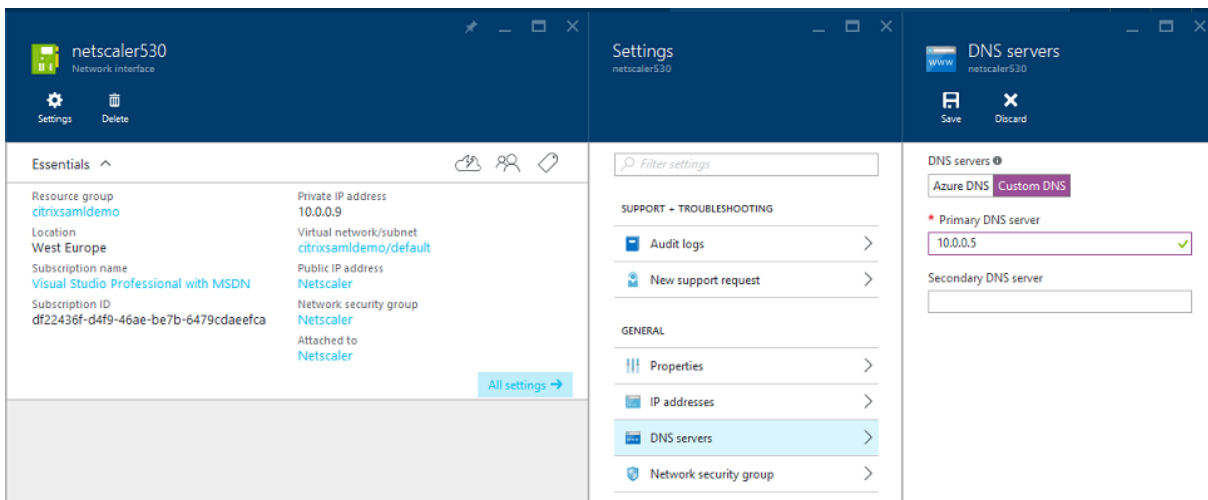 netscaler530
Network interface
Settings
Delete
Essentials
Resource group
citrixsamldemo
Location
West Europe
Subscription name
Visual Studio Professional with MSDN
Subscription ID
df22436f-d4f9-46ae-be7b-6479cdaeefca
Private IP address
10.0.0.9
Virtual network/subnet
citrixsamldemo/default
Public IP address
Netscaler
Network security group
Netscaler
Attached to
Netscaler
All settings →
Settings
netscaler530
Filter settings
SUPPORT + TROUBLESHOOTING
Audit logs
New support request
GENERAL
Properties
IP addresses
DNS servers
Network security group
www
DNS servers
netscaler530
Save
Discard
DNS servers
Azure DNS Custom DNS
* Primary DNS server
10.0.0.5
Secondary DNS server